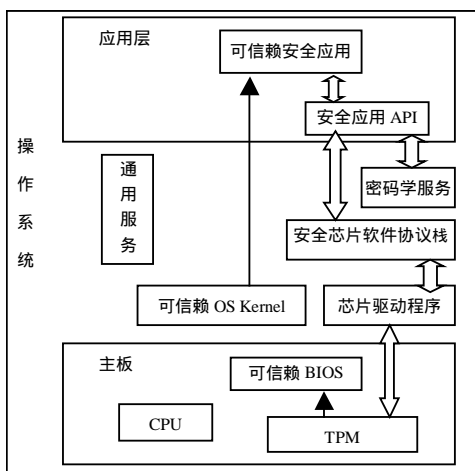 应用层
可信赖安全应用
安全应用 API
操作系统
通用服务
密码学服务
安全芯片软件协议栈
可信赖 OS Kernel
芯片驱动程序
主板
可信赖 BIOS
CPU
TPM